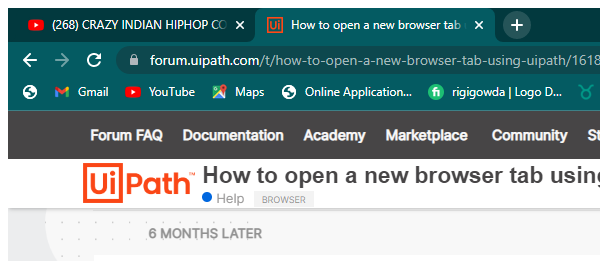 (268) CRAZY INDIAN HIPHOP CO
How to open a new browser tab
forum.uipath.com/t/how-to-open-a-new-browser-tab-using-uipath/1618
Gmail YouTube Maps Online Application... fi rigigowda | Logo D...
Forum FAQ Documentation Academy Marketplace Community St
UiPath™ How to open a new browser tab using
Help BROWSER
6 MONTHS LATER